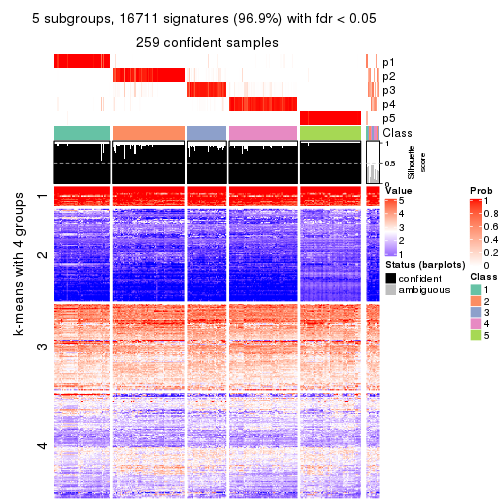 5 subgroups, 16711 signatures (96.9%) with fdr < 0.05
259 confident samples
p1
p2
p3
p4
p5
Class
1
0.5
0
Silhouette
score
k-means with 4 groups
1
2
3
4
Value
5
4
3
2
1
Status (barplots)
confident
ambiguous
Prob
1
0.8
0.6
0.4
0.2
0
Class
1
2
3
4
5